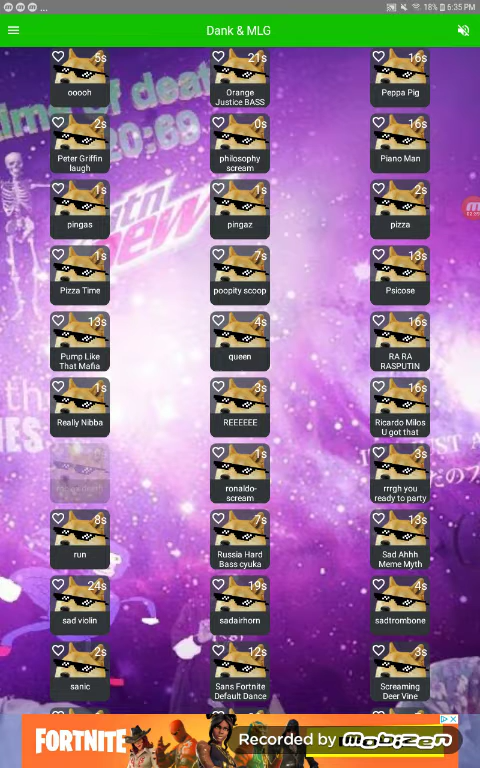 18% 6:35 PM
Dank & MLG
6s
21s
16s
ooooh
Orange
Justice BASS
Peppa Pig
2s
0s
16s
Peter Griffin
laugh
philosophy
scream
Piano Man
1s
1s
2s
pingas
pingaz
pizza
1s
7s
13s
Pizza Time
poopity scoop
Psicose
13s
4s
16s
Pump Like
That Mafia
queen
RA RA
RASPUTIN
1s
3s
16s
Really Nibba
REEEEEE
Ricardo Milos
U got that
1s
3s
ronaldo-
scream
rrrgh you
ready to party
8s
7s
13s
run
Russia Hard
Bass cyuka
Sad Ahhh
Meme Myth
24s
19s
4s
sad violin
sadairhorn
sadtrombone
2s
12s
3s
sanic
Sans Fortnite
Default Dance
Screaming
Deer Vine
FORTNITE
Recorded by mobizen